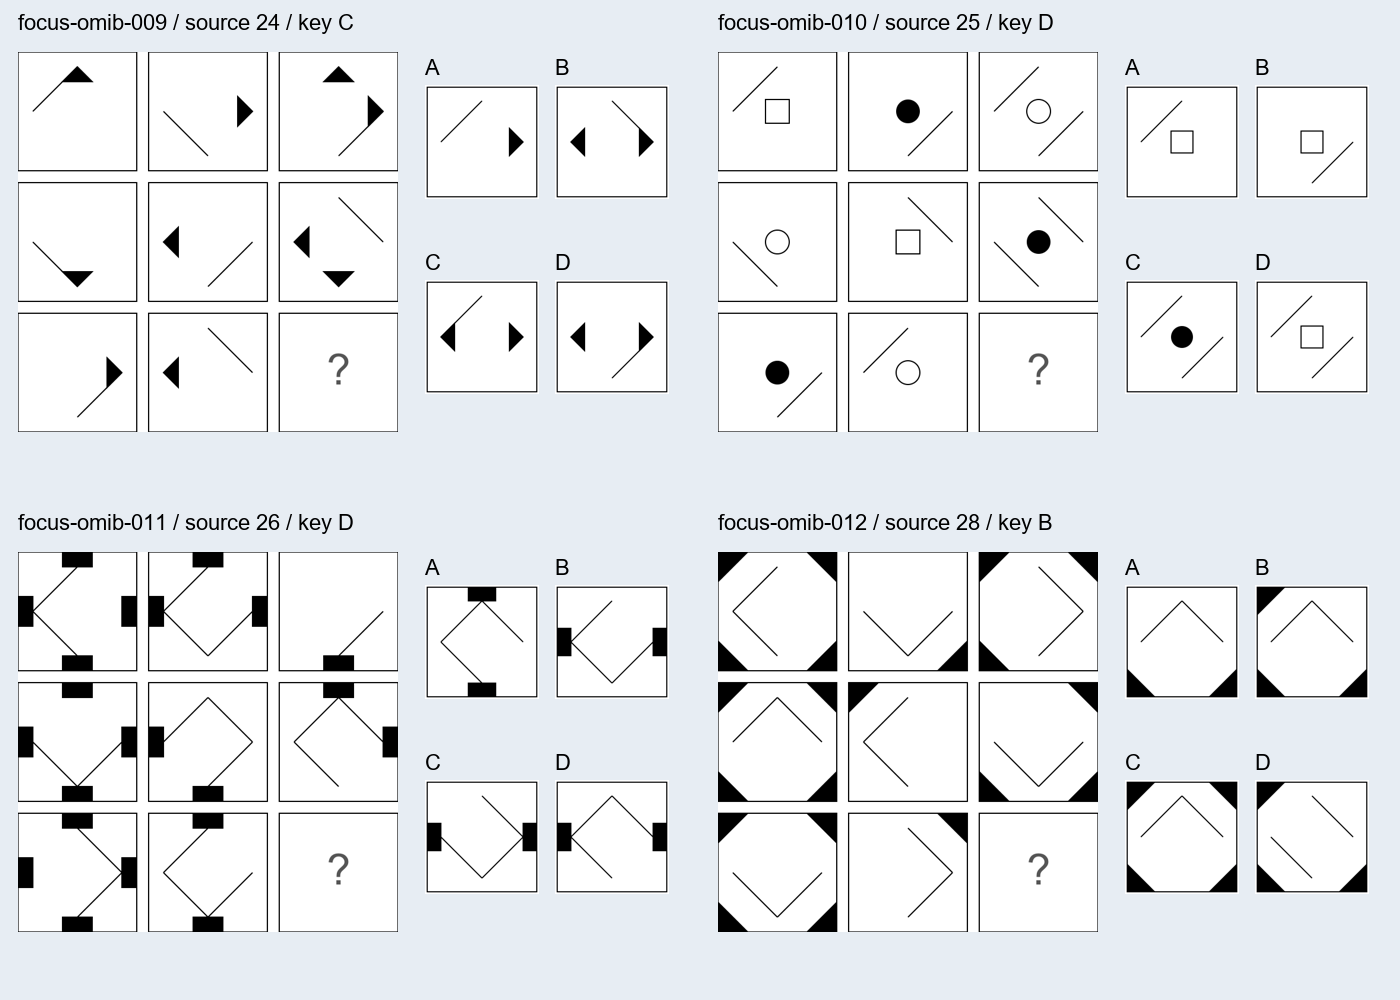 focus-omib-009 / source 24 / key C
A
B
C
D
?
focus-omib-010 / source 25 / key D
A
B
C
D
?
focus-omib-011 / source 26 / key D
A
B
C
D
?
focus-omib-012 / source 28 / key B
A
B
C
D
?